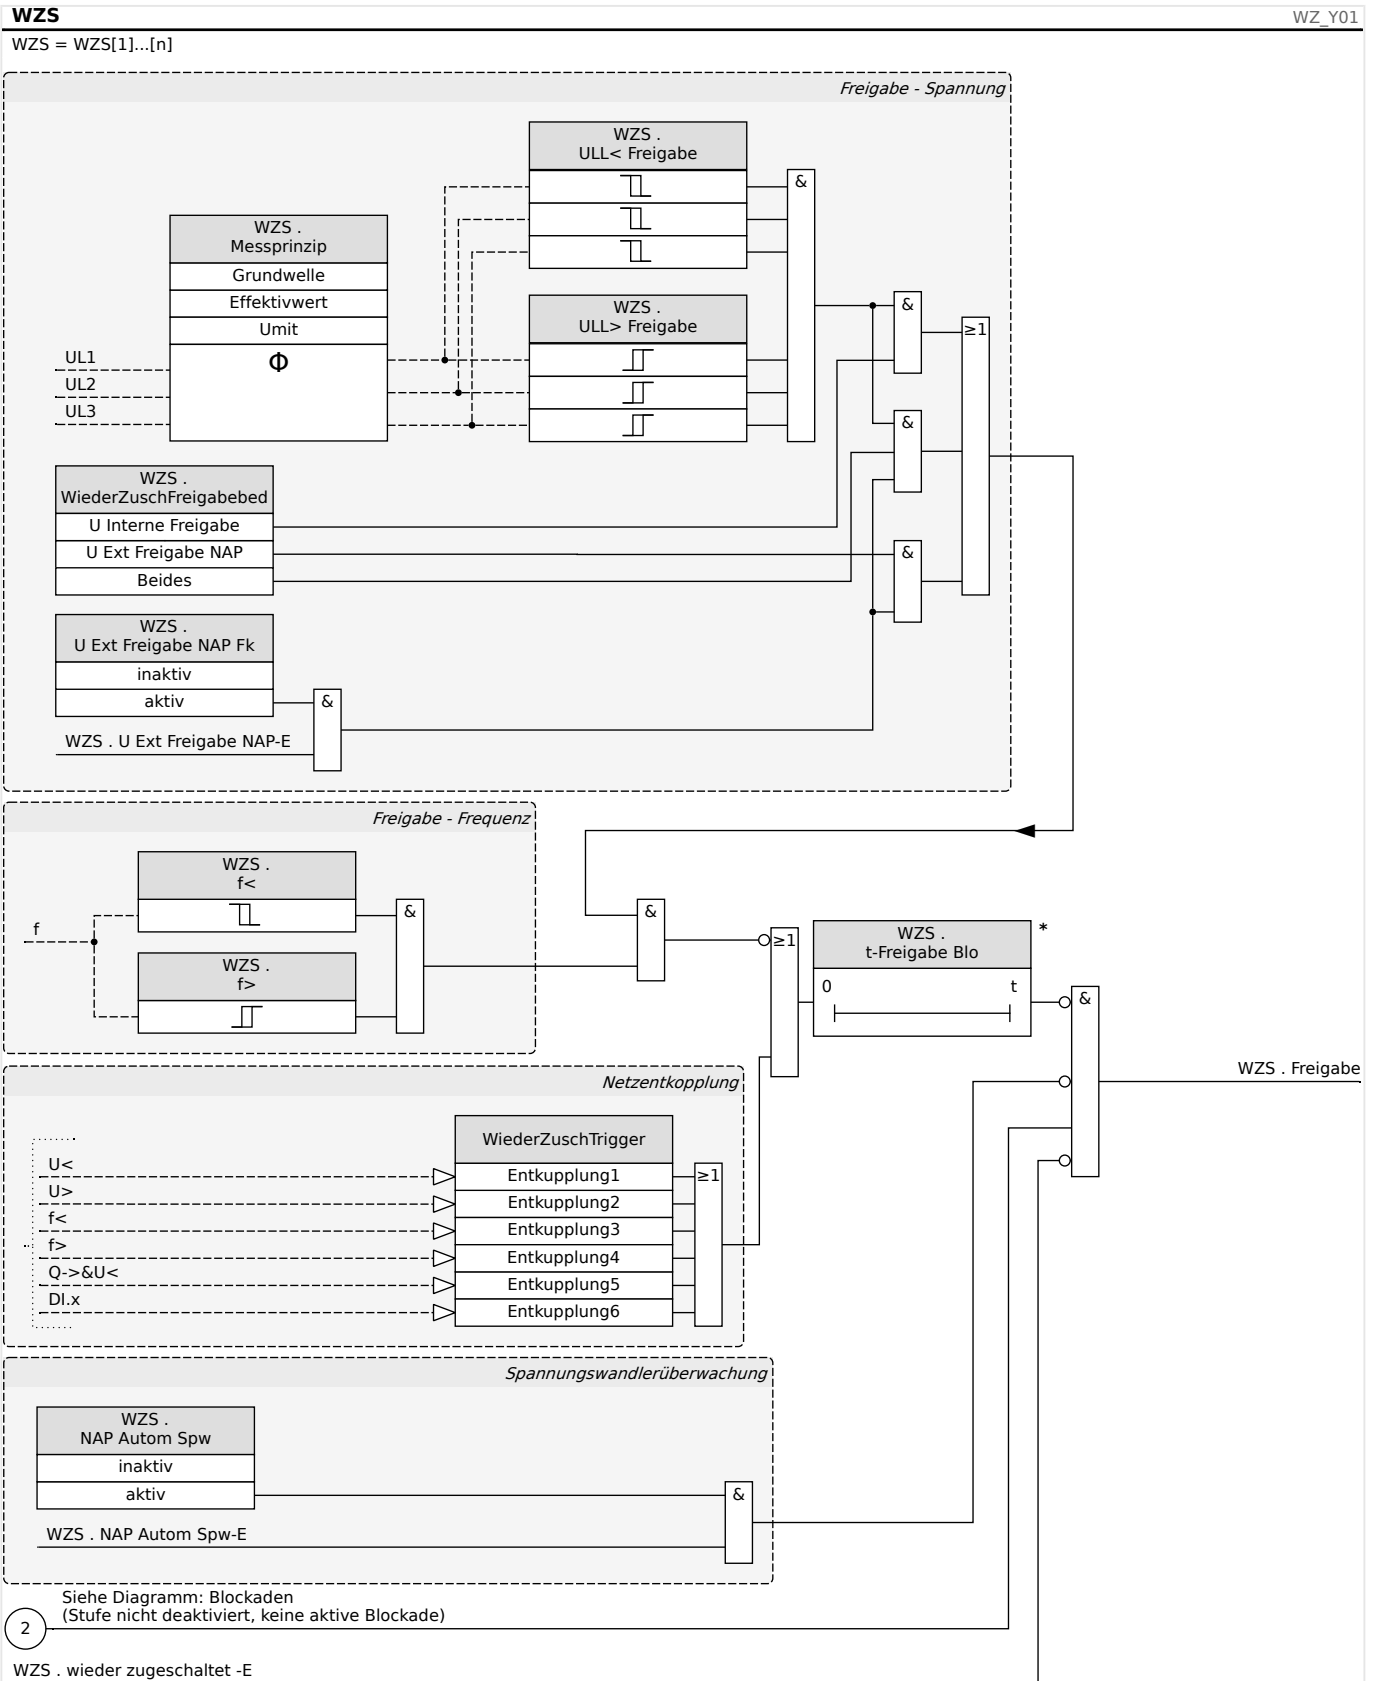 WZS
WZ_Y01
WZS = WZS[1]...[n]
Freigabe - Spannung
WZS .
ULL< Freigabe
&
WZS .
Messprinzip
Grundwelle
Effektivwert
Umit
Φ
UL1
UL2
UL3
WZS .
ULL> Freigabe
&
≥1
&
WZS .
WiederZuschFreigabebed
U Interne Freigabe
U Ext Freigabe NAP
Beides
&
WZS .
U Ext Freigabe NAP Fk
inaktiv
aktiv
&
WZS . U Ext Freigabe NAP-E
Freigabe - Frequenz
WZS .
f<
f
WZS .
f>
&
&
≥1
WZS .
t-Freigabe Blo
*
0
t
&
WZS . Freigabe
Netzentkopplung
WiederZuschTrigger
U<
Entkupplung1
≥1
U>
Entkupplung2
f<
Entkupplung3
f>
Entkupplung4
Q->&U<
Entkupplung5
DI.x
Entkupplung6
Spannungswandlerüberwachung
WZS .
NAP Autom Spw
inaktiv
aktiv
&
WZS . NAP Autom Spw-E
Siehe Diagramm: Blockaden
(Stufe nicht deaktiviert, keine aktive Blockade)
2
WZS . wieder zugeschaltet -E